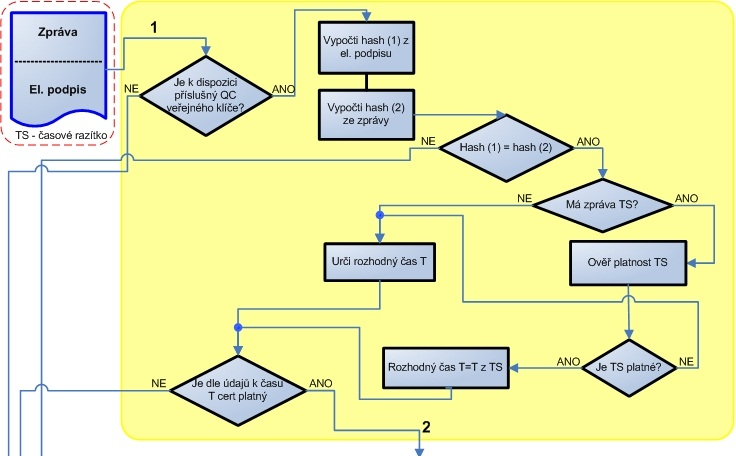 Zpráva
El. podpis
TS - časové razítko
1
Je k dispozici
příslušný QC
veřejného klíče?
NE
ANO
Vypočti hash (1) z
el. podpisu
Vypočti hash (2)
ze zprávy
Hash (1) = hash (2)
NE
ANO
Má zpráva TS?
NE
ANO
Urči rozhodný čas T
Ověř platnost TS
Je TS platné?
ANO
NE
Rozhodný čas T=T z TS
Je dle údajú k času
T cert platný
NE
ANO
2